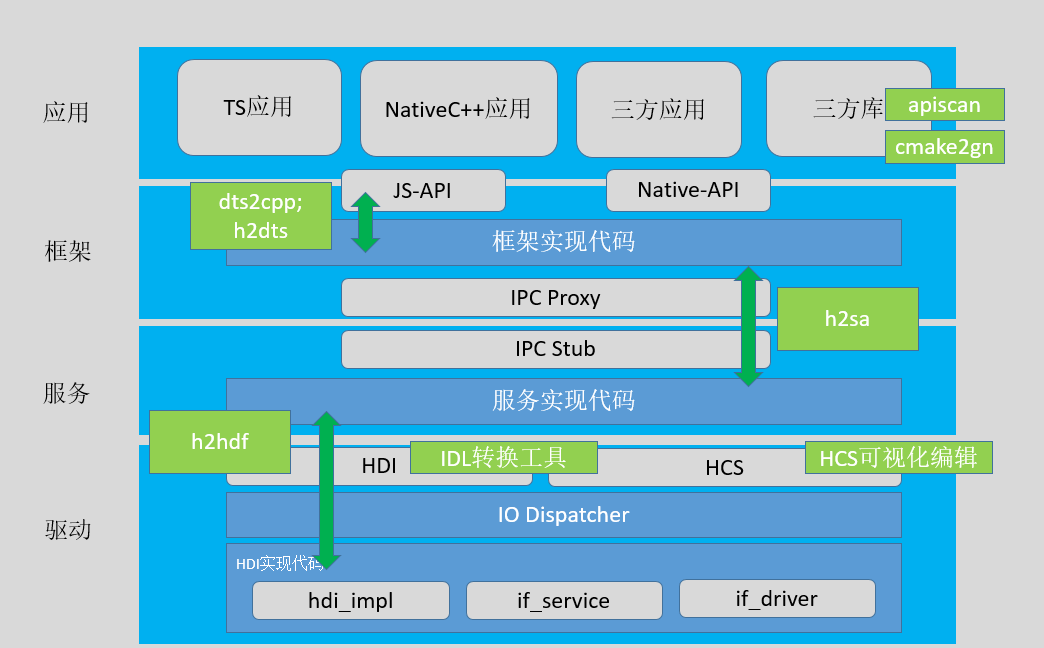 应用
TS应用
NativeC++应用
三方应用
三方库
apiscan
cmake2gn
框架
dts2cpp;
h2dts
JS-API
Native-API
框架实现代码
IPC Proxy
h2sa
服务
IPC Stub
服务实现代码
h2hdf
驱动
HDI
IDL转换工具
HCS
HCS可视化编辑
IO Dispatcher
HDI实现代码
hdi_impl
if_service
if_driver